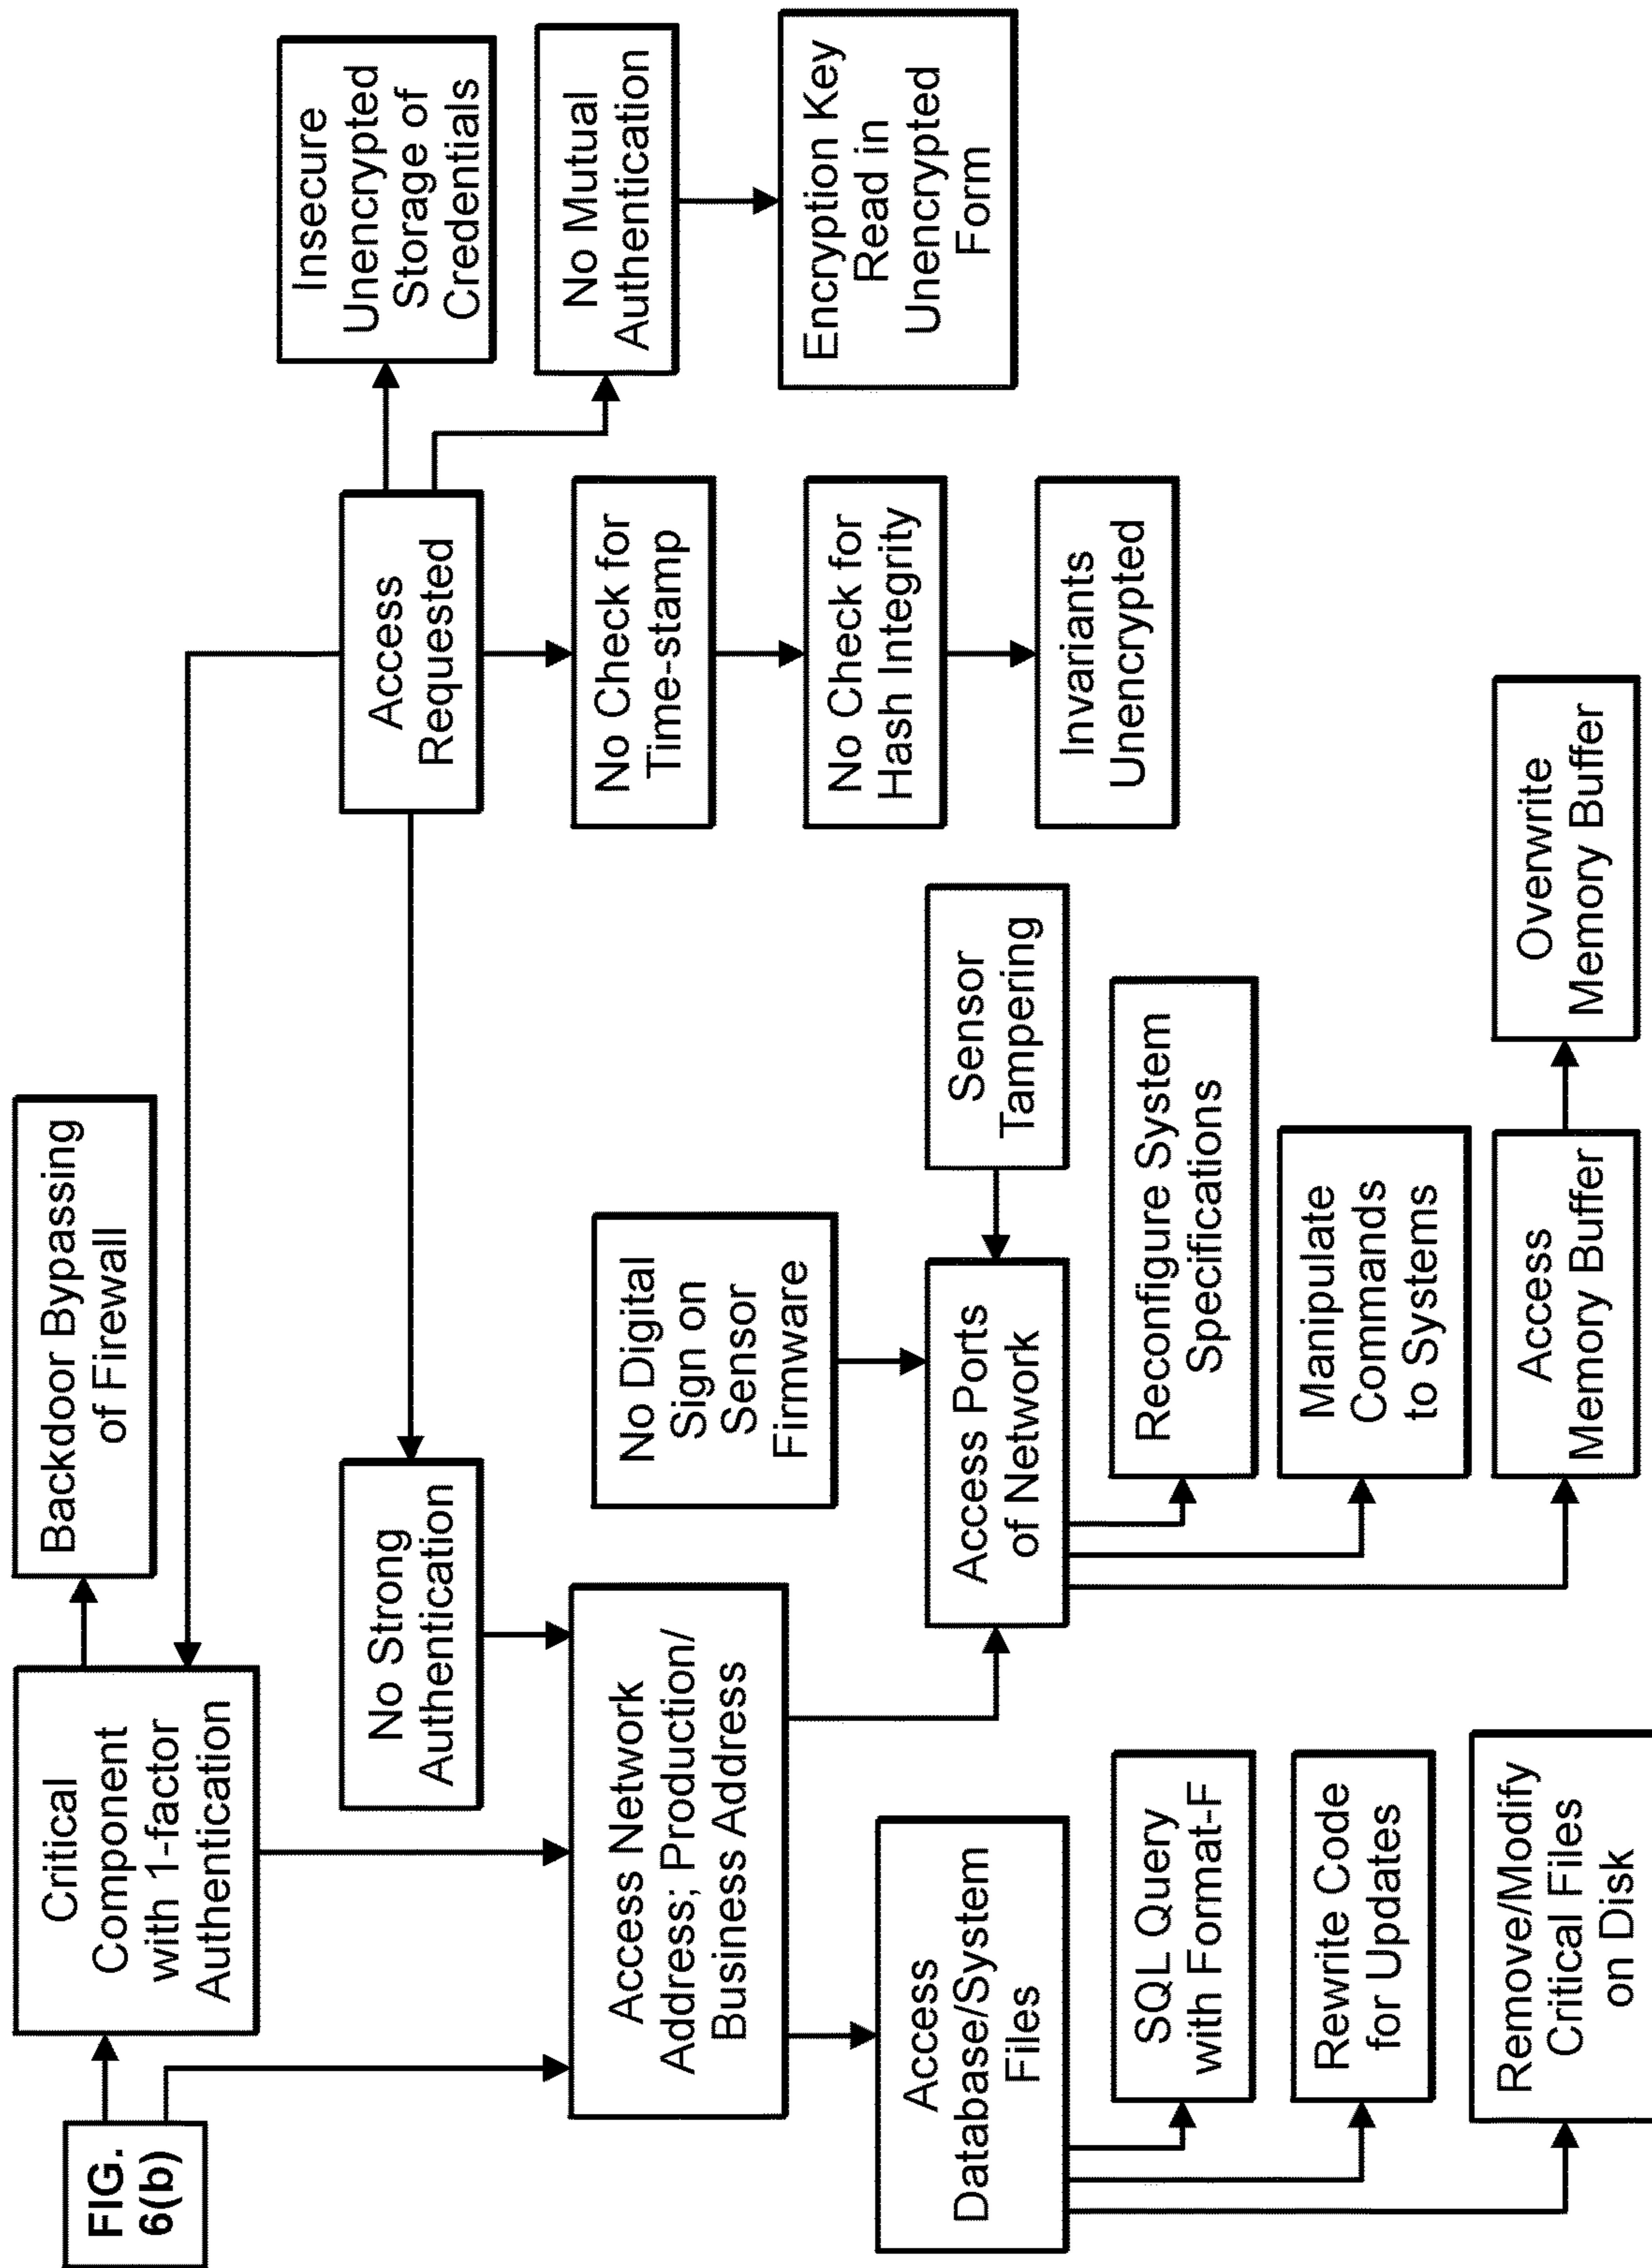 FIG.
6(b)
Critical
Component
with 1-factor
Authentication
Backdoor Bypassing
of Firewall
No Strong
Authentication
Access
Requested
Insecure
Unencrypted
Storage of
Credentials
No Mutual
Authentication
Encryption Key
Read in
Unencrypted
Form
No Check for
Time-stamp
No Check for
Hash Integrity
Invariants
Unencrypted
Access Network
Address; Production/
Business Address
No Digital
Sign on
Sensor
Firmware
Sensor
Tampering
Access Ports
of Network
Reconfigure System
Specifications
Manipulate
Commands
to Systems
Access
Memory Buffer
Overwrite
Memory Buffer
Access
Database/System
Files
SQL Query
with Format-F
Rewrite Code
for Updates
Remove/Modify
Critical Files
on Disk